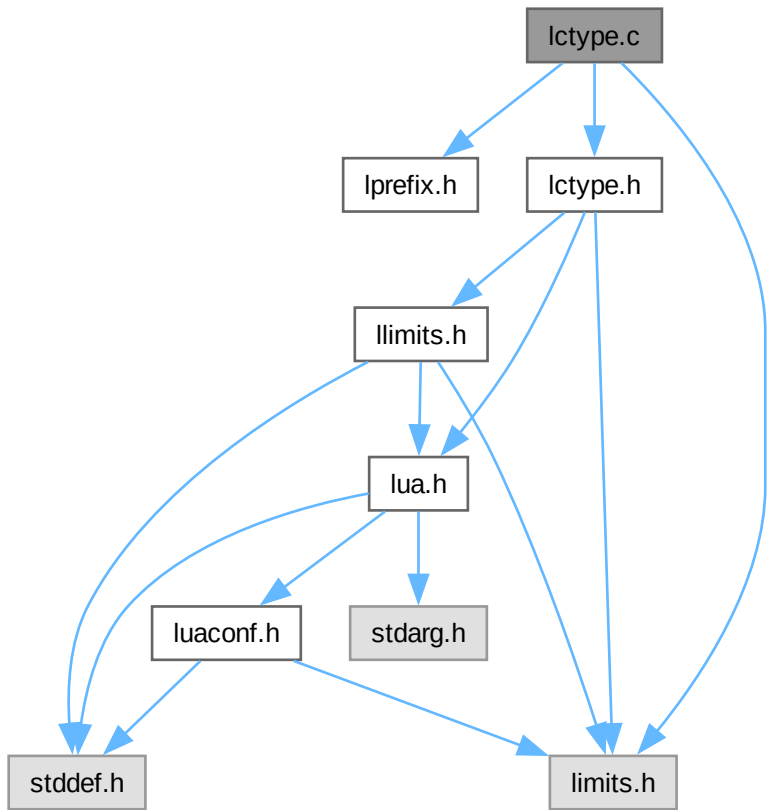 lctype.c
lprefix.h
lctype.h
llimits.h
lua.h
luaconf.h
stdarg.h
stddef.h
limits.h